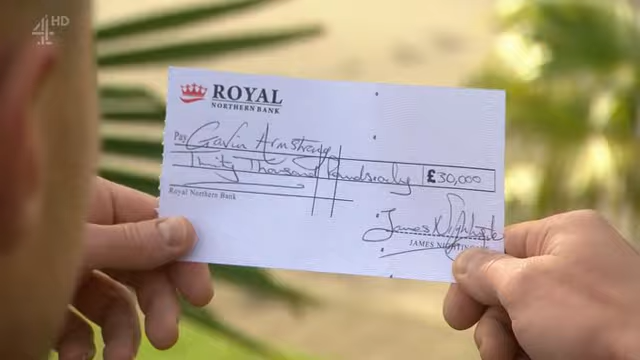 4 HD
ROYAL
NORTHERN BANK
Pay Gavin Armstrong
Thirty Thousand Pounds only £30,000
Royal Northern Bank
James Nightingale
JAMES NIGHTINGALE